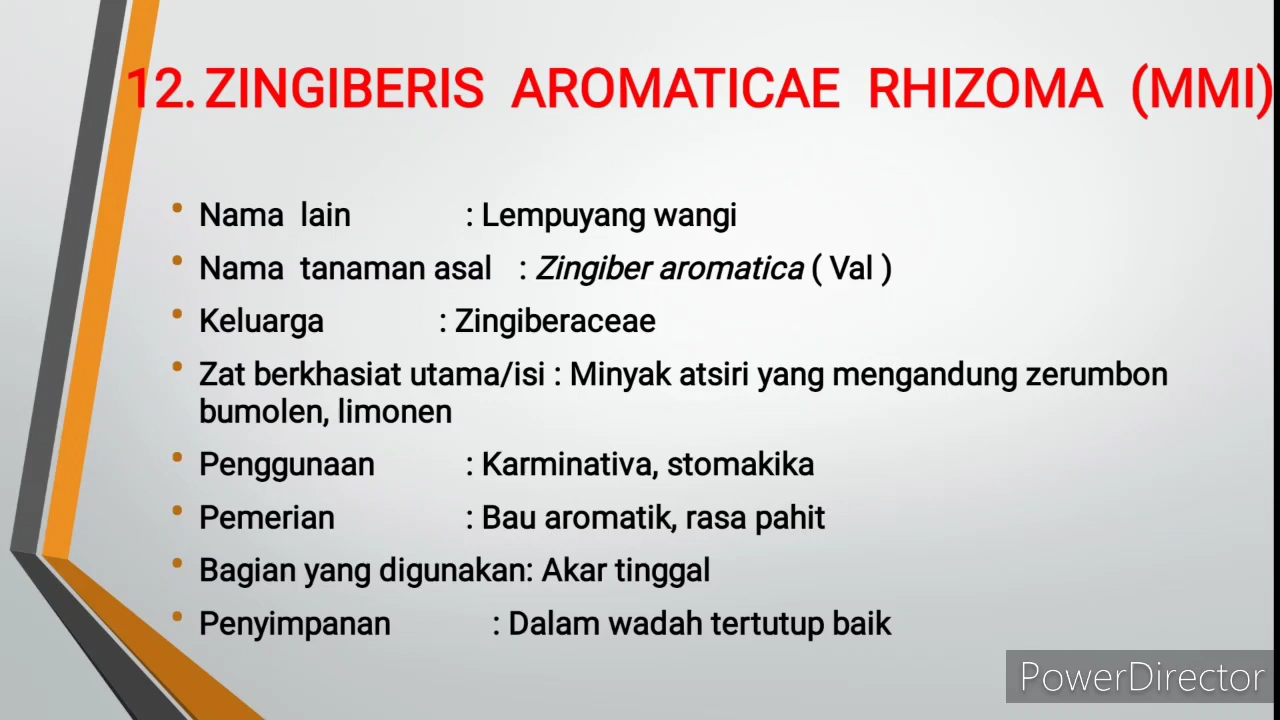 12. ZINGIBERIS AROMATICAE RHIZOMA (MMI)
• Nama lain : Lempuyang wangi
• Nama tanaman asal : Zingiber aromatica ( Val )
• Keluarga : Zingiberaceae
• Zat berkhasiat utama/isi : Minyak atsiri yang mengandung zerumbon
bumolen, limonen
• Penggunaan : Karminativa, stomakika
• Pemerian : Bau aromatik, rasa pahit
• Bagian yang digunakan: Akar tinggal
• Penyimpanan : Dalam wadah tertutup baik
PowerDirector